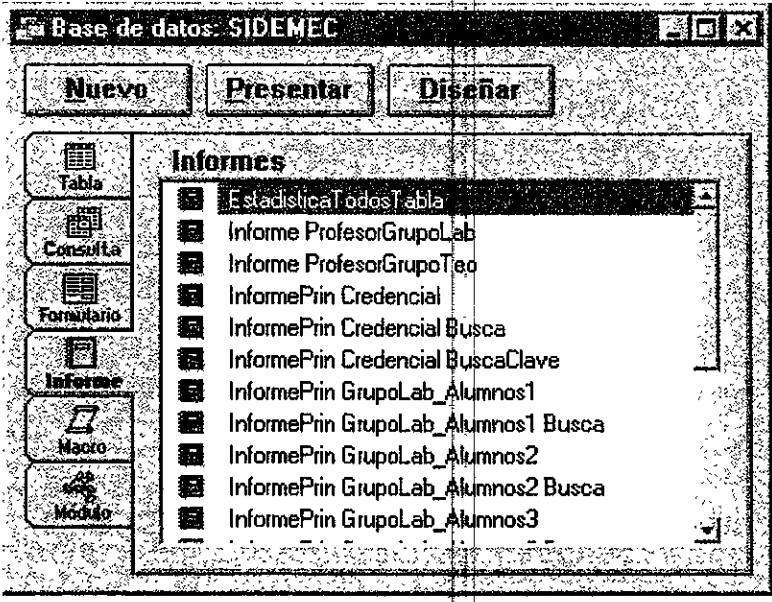 Base de datos: SIDEMEC
Nuevo Presentar Diseñar
Tabla
Consulta
Formulario
Informe
Macro
Módulo
Informes
EstadisticaTodosTabla
Informe ProfesorGrupoLab
Informe ProfesorGrupoTeo
InformePrin Credencial
InformePrin Credencial Busca
InformePrin Credencial BuscaClave
InformePrin GrupoLab_Alumnos1
InformePrin GrupoLab_Alumnos1 Busca
InformePrin GrupoLab_Alumnos2
InformePrin GrupoLab_Alumnos2 Busca
InformePrin GrupoLab_Alumnos3